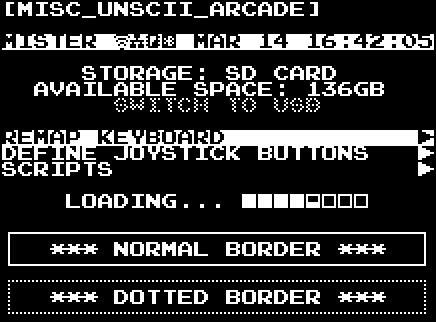 [MISC_UNSCII_ARCADE]
MISTER MAR 14 16:42:05
STORAGE: SD CARD
AVAILABLE SPACE: 136GB
SWITCH TO USB
REMAP KEYBOARD ►
DEFINE JOYSTICK BUTTONS ►
SCRIPTS ►
LOADING...
*** NORMAL BORDER ***
*** DOTTED BORDER ***